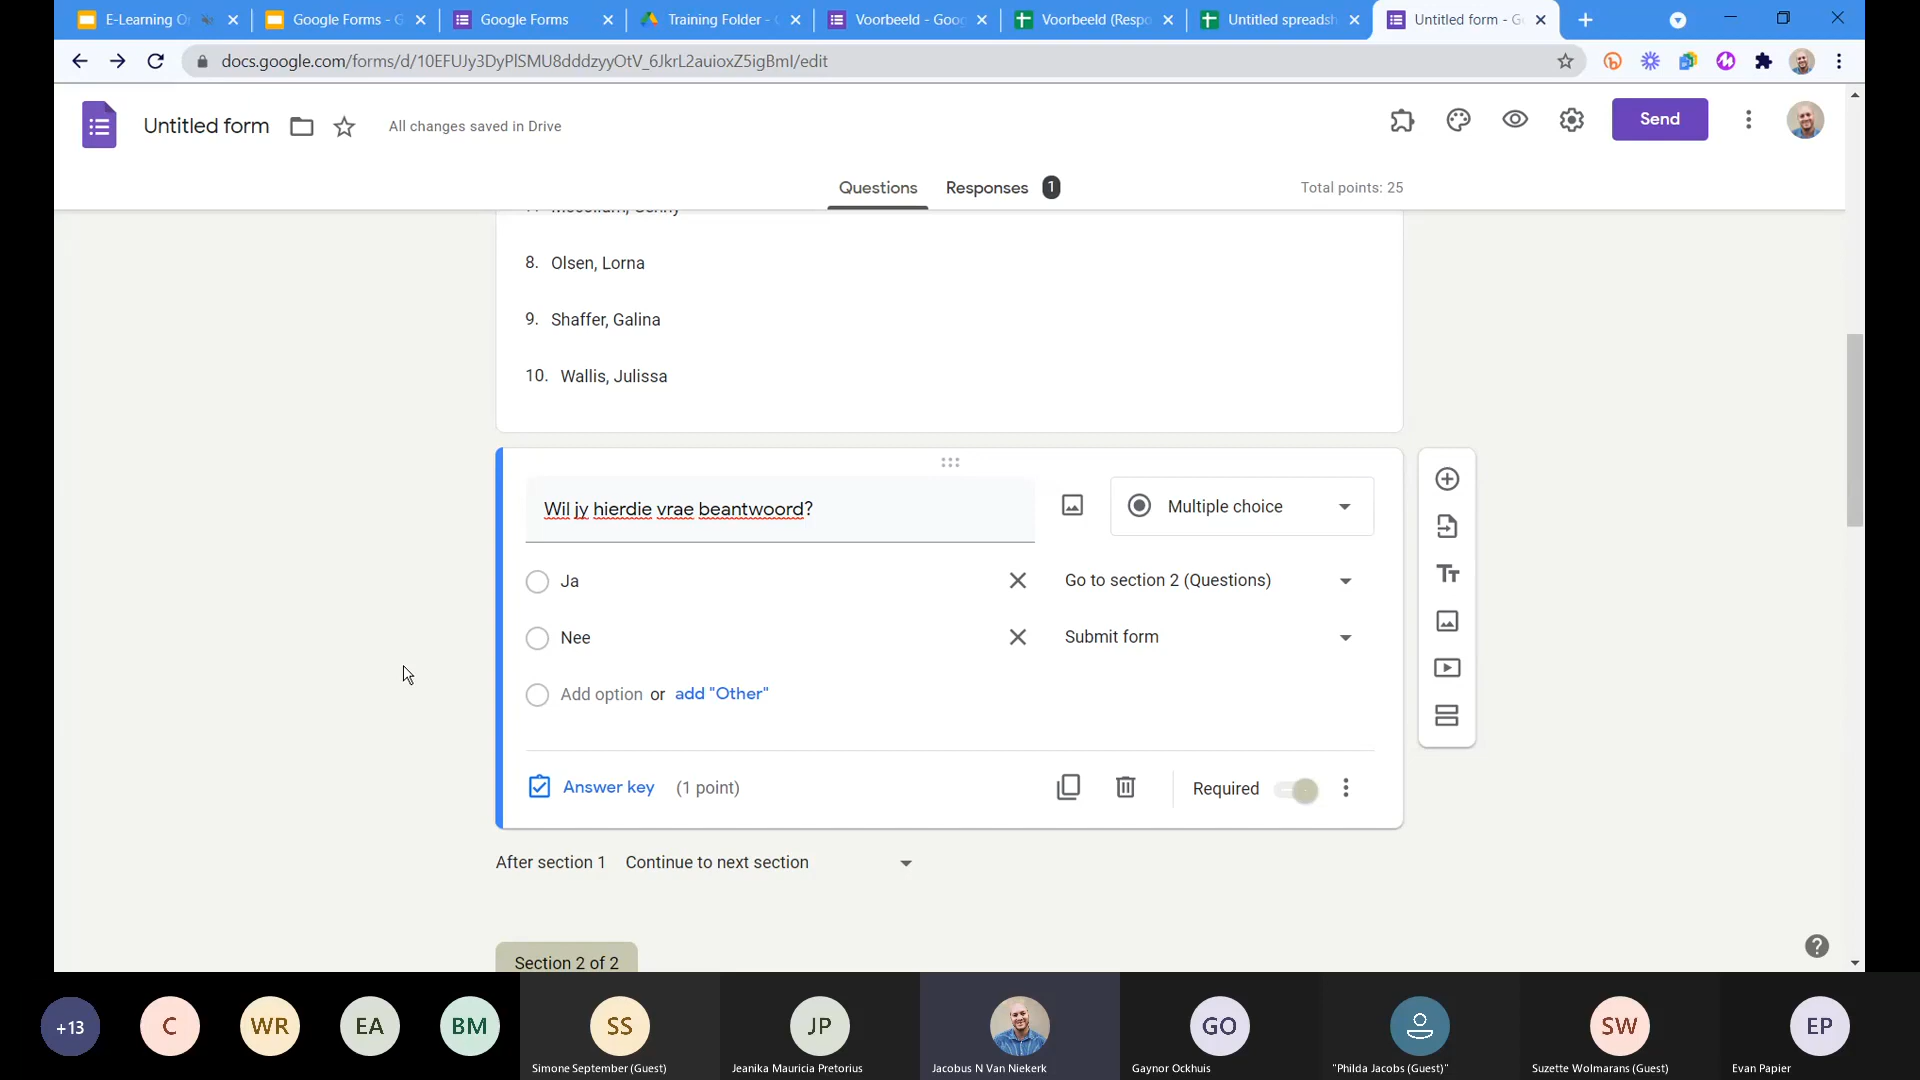 E-Learning O
Google Forms - G
Google Forms
Training Folder -
Voorbeeld - Goo
Voorbeeld (Respo
Untitled spreadsh
Untitled form - G
docs.google.com/forms/d/10EFUJy3DyPlSMU8dddzyyOtV_6JkrL2auioxZ5igBmI/edit
Untitled form
All changes saved in Drive
Send
Questions
Responses
1
Total points: 25
8. Olsen, Lorna
9. Shaffer, Galina
10. Wallis, Julissa
Wil jy hierdie vrae beantwoord?
Multiple choice
Ja
Go to section 2 (Questions)
Nee
Submit form
Add option or add "Other"
Answer key (1 point)
Required
After section 1 Continue to next section
Section 2 of 2
+13
C
WR
EA
BM
SS
JP
GO
SW
EP
Simone September (Guest)
Jeanika Mauricia Pretorius
Jacobus N Van Niekerk
Gaynor Ockhuis
"Philda Jacobs (Guest)"
Suzette Wolmarans (Guest)
Evan Papier